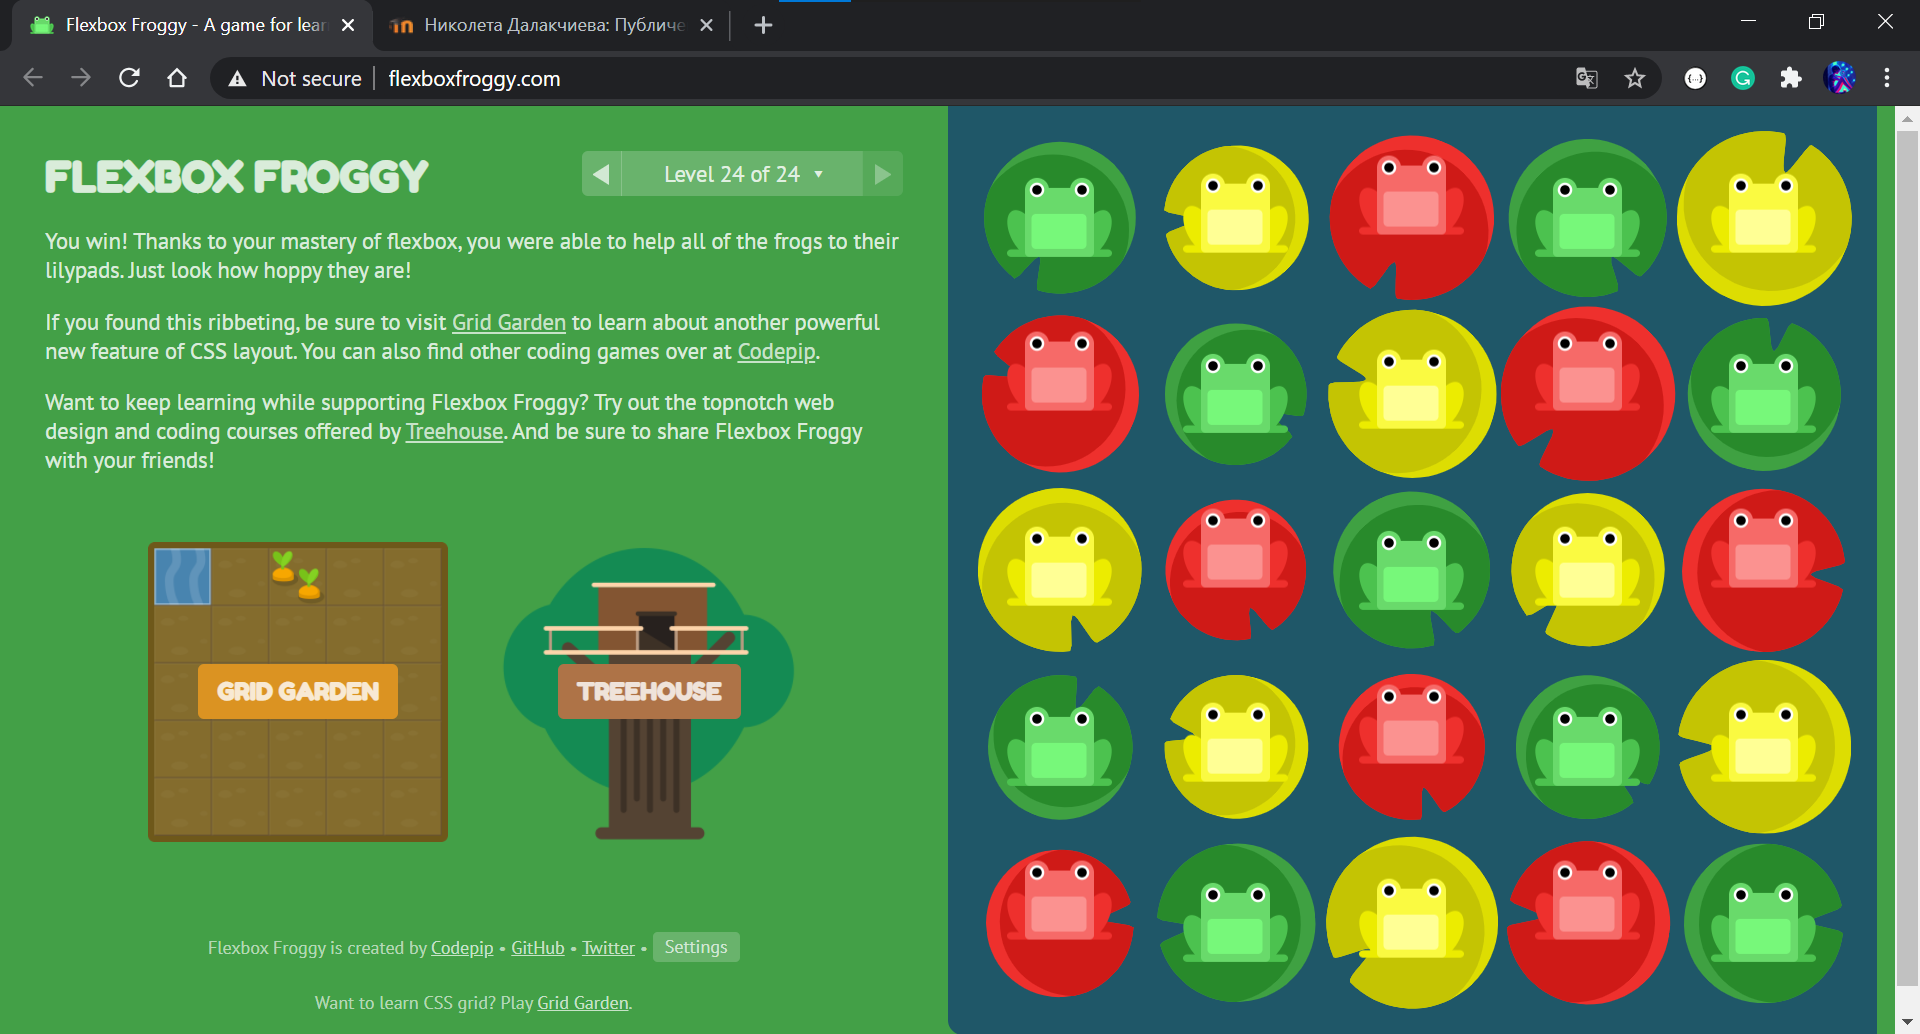 Flexbox Froggy - A game for lear
Николета Далакчиева: Публиче
Not secure
flexboxfroggy.com
FLEXBOX FROGGY
Level 24 of 24
You win! Thanks to your mastery of flexbox, you were able to help all of the frogs to their
lilypads. Just look how hoppy they are!
If you found this ribbeting, be sure to visit Grid Garden to learn about another powerful
new feature of CSS layout. You can also find other coding games over at Codepip.
Want to keep learning while supporting Flexbox Froggy? Try out the topnotch web
design and coding courses offered by Treehouse. And be sure to share Flexbox Froggy
with your friends!
GRID GARDEN
TREEHOUSE
Flexbox Froggy is created by Codepip • GitHub • Twitter • Settings
Want to learn CSS grid? Play Grid Garden.